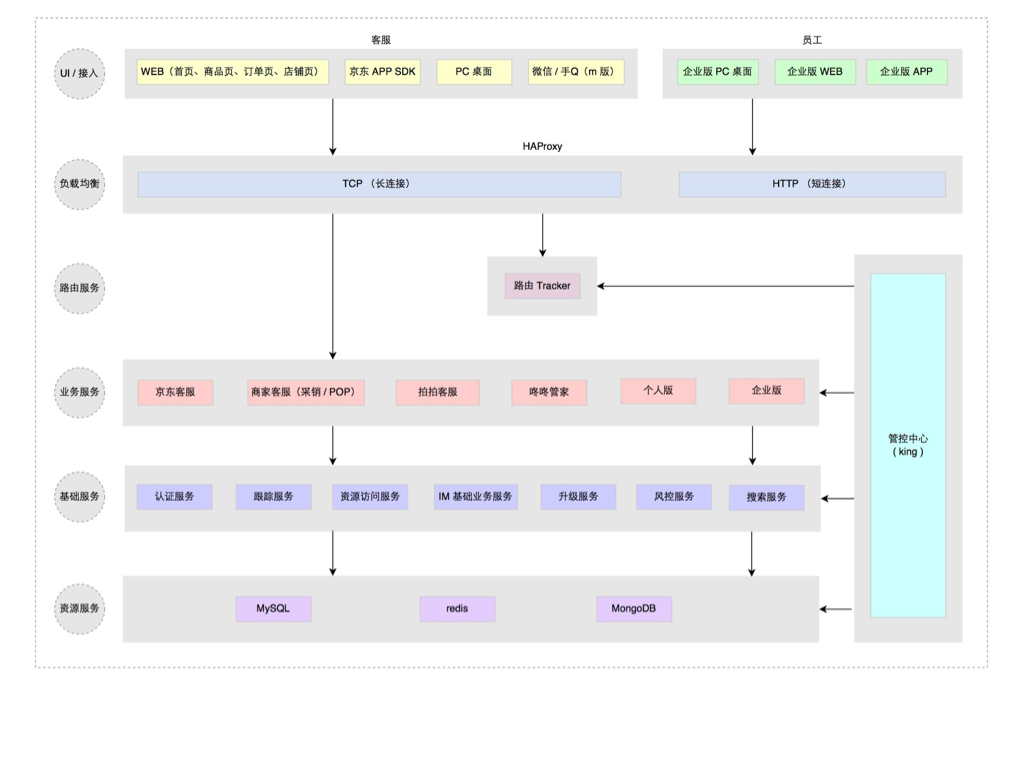 客服
员工
UI / 接入
WEB（首页、商品页、订单页、店铺页）
京东 APP SDK
PC 桌面
微信 / 手Q（m 版）
企业版 PC 桌面
企业版 WEB
企业版 APP
HAProxy
负载均衡
TCP （长连接）
HTTP （短连接）
路由服务
路由 Tracker
业务服务
京东客服
商家客服（采销 / POP）
拍拍客服
咚咚管家
个人版
企业版
管控中心
( king )
基础服务
认证服务
跟踪服务
资源访问服务
IM 基础业务服务
升级服务
风控服务
搜索服务
资源服务
MySQL
redis
MongoDB